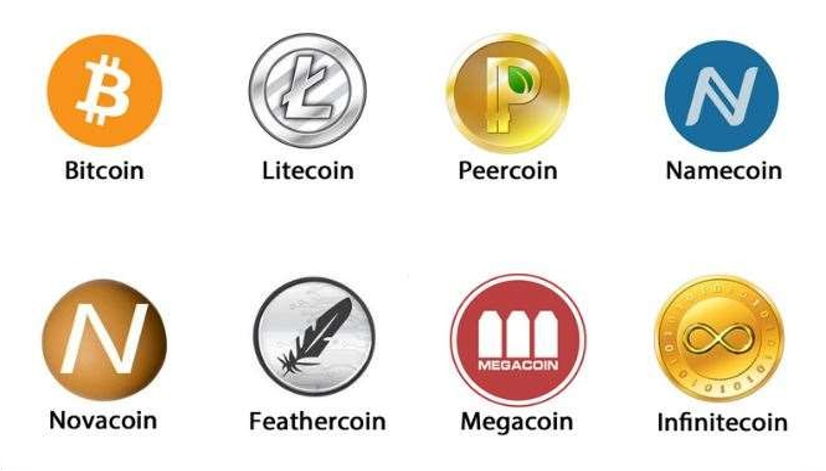 Bitcoin
Litecoin
Peercoin
Namecoin
N
MEGACOIN
Novacoin
Feathercoin
Megacoin
Infinitecoin